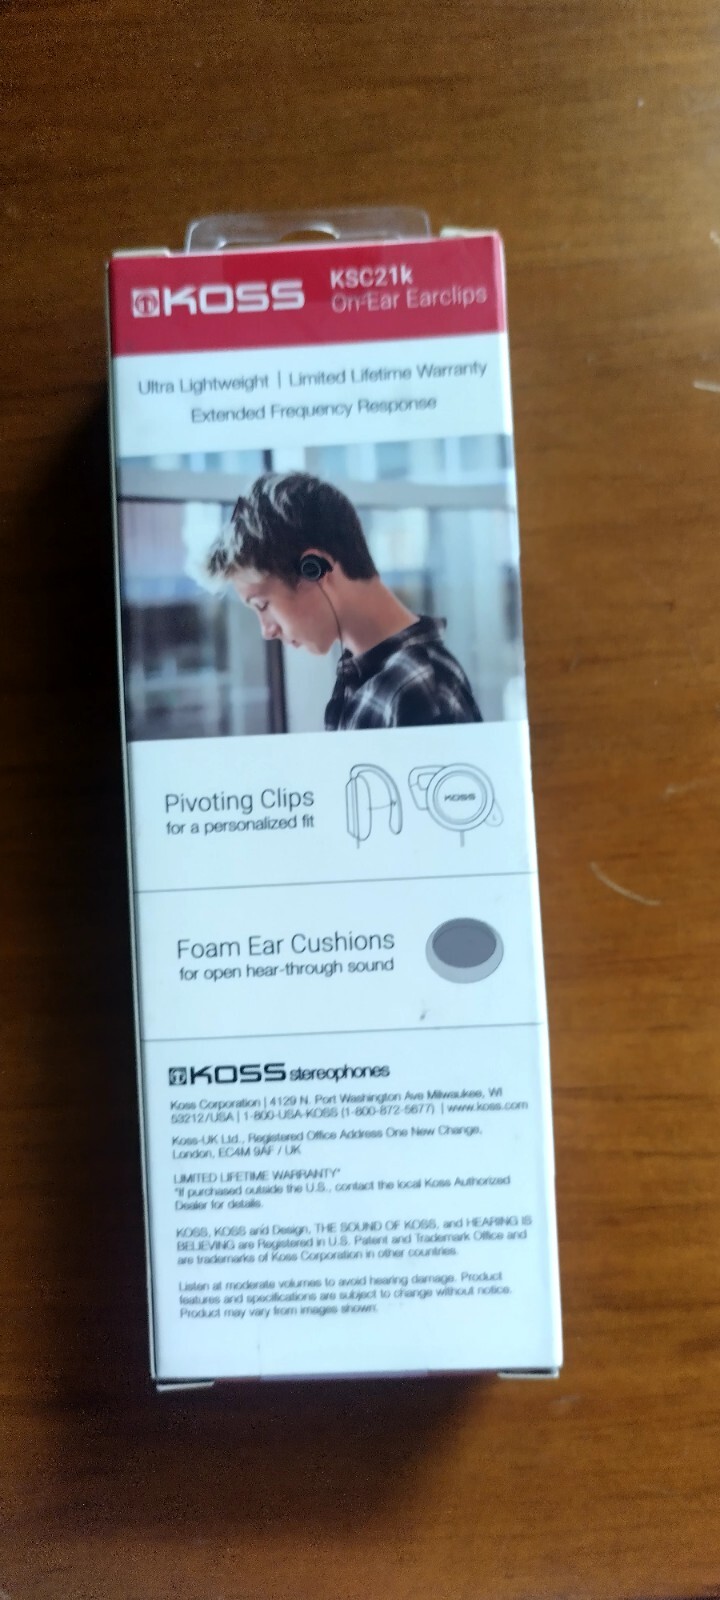 KOSS
KSC21k
On-Ear Earclips
Ultra Lightweight | Limited Lifetime Warranty
Extended Frequency Response
Pivoting Clips
for a personalized fit
KOSS
Foam Ear Cushions
for open hear-through sound
KOSS stereophones
Koss Corporation | 4129 N. Port Washington Ave Milwaukee, WI
53212/USA | 1-800-USA-KOSS (1-800-872-5677) | www.koss.com
Koss-UK Ltd., Registered Office Address One New Change,
London, EC4M 9AF / UK
LIMITED LIFETIME WARRANTY*
*If purchased outside the U.S., contact the local Koss Authorized
Dealer for details.
KOSS, KOSS and Design, THE SOUND OF KOSS, and HEARING IS
BELIEVING are Registered in U.S. Patent and Trademark Office and
are trademarks of Koss Corporation in other countries.
Listen at moderate volumes to avoid hearing damage. Product
features and specifications are subject to change without notice.
Product may vary from images shown.